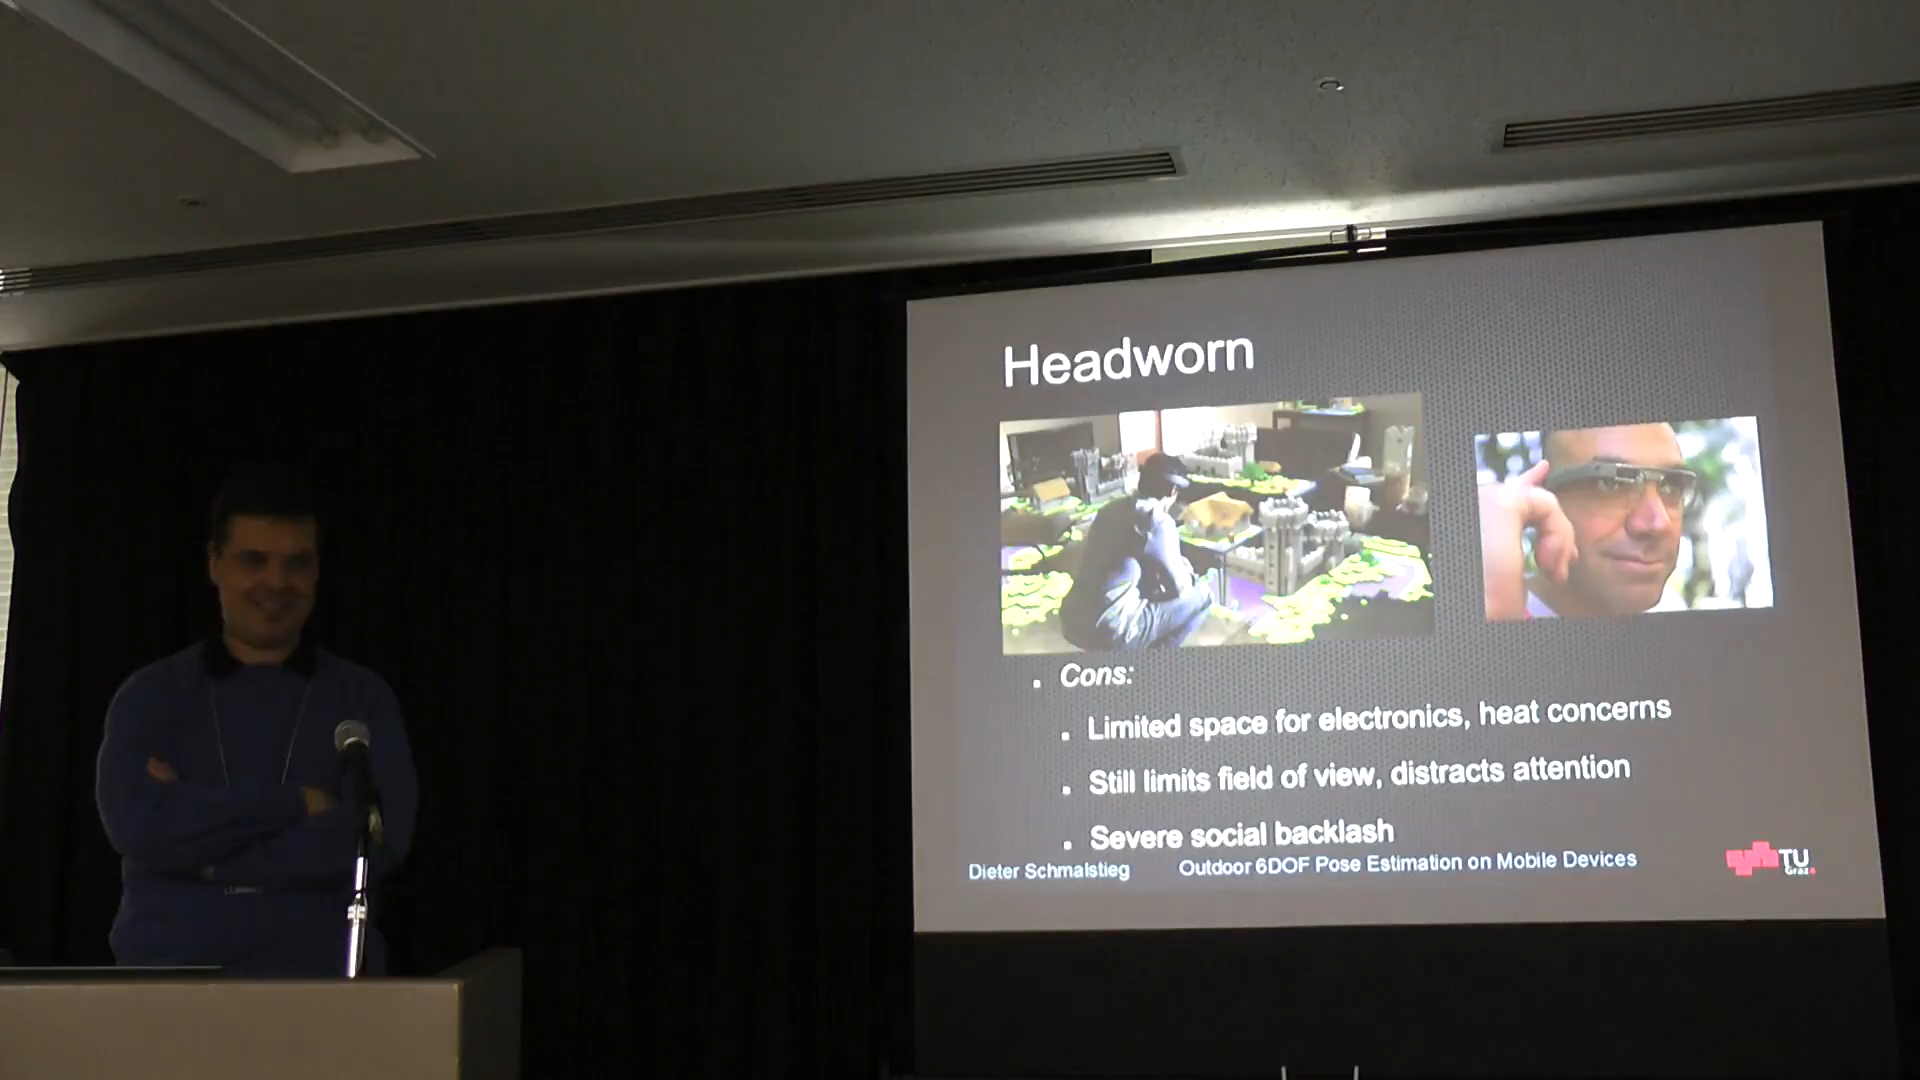 Headworn
Cons:
Limited space for electronics, heat concerns
Still limits field of view, distracts attention
Severe social backlash
Dieter Schmalstieg
Outdoor 6DOF Pose Estimation on Mobile Devices
TU
Graz